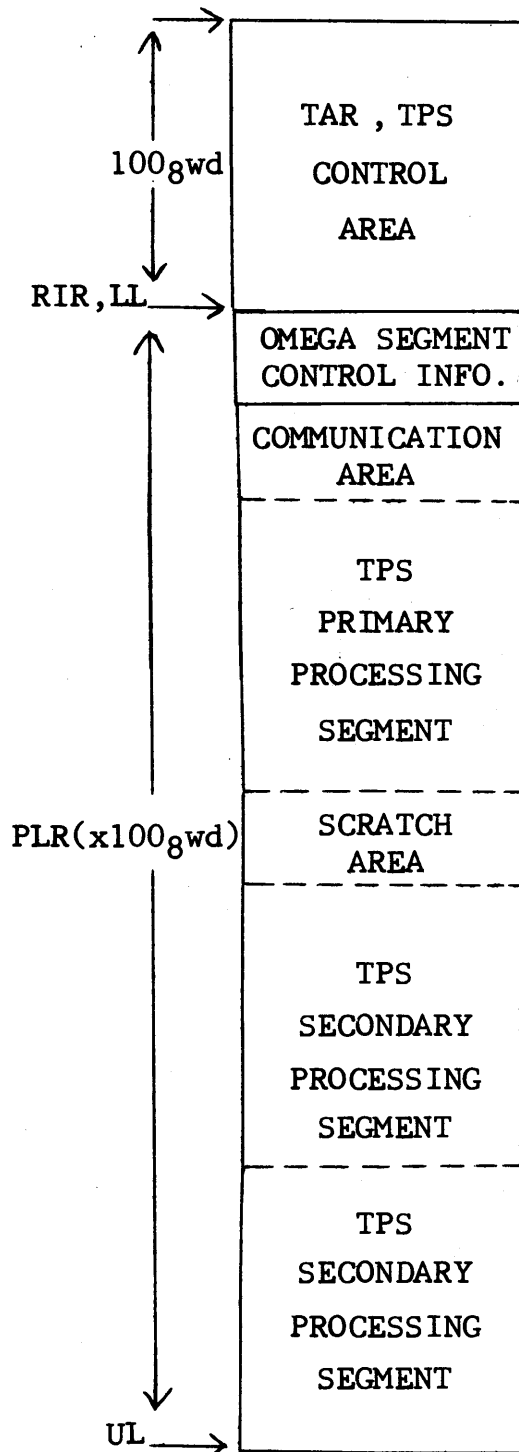 TAR , TPS
CONTROL
AREA
100₈wd
RIR,LL
OMEGA SEGMENT
CONTROL INFO.
COMMUNICATION
AREA
TPS
PRIMARY
PROCESSING
SEGMENT
PLR(x100₈wd)
SCRATCH
AREA
TPS
SECONDARY
PROCESSING
SEGMENT
TPS
SECONDARY
PROCESSING
SEGMENT
UL